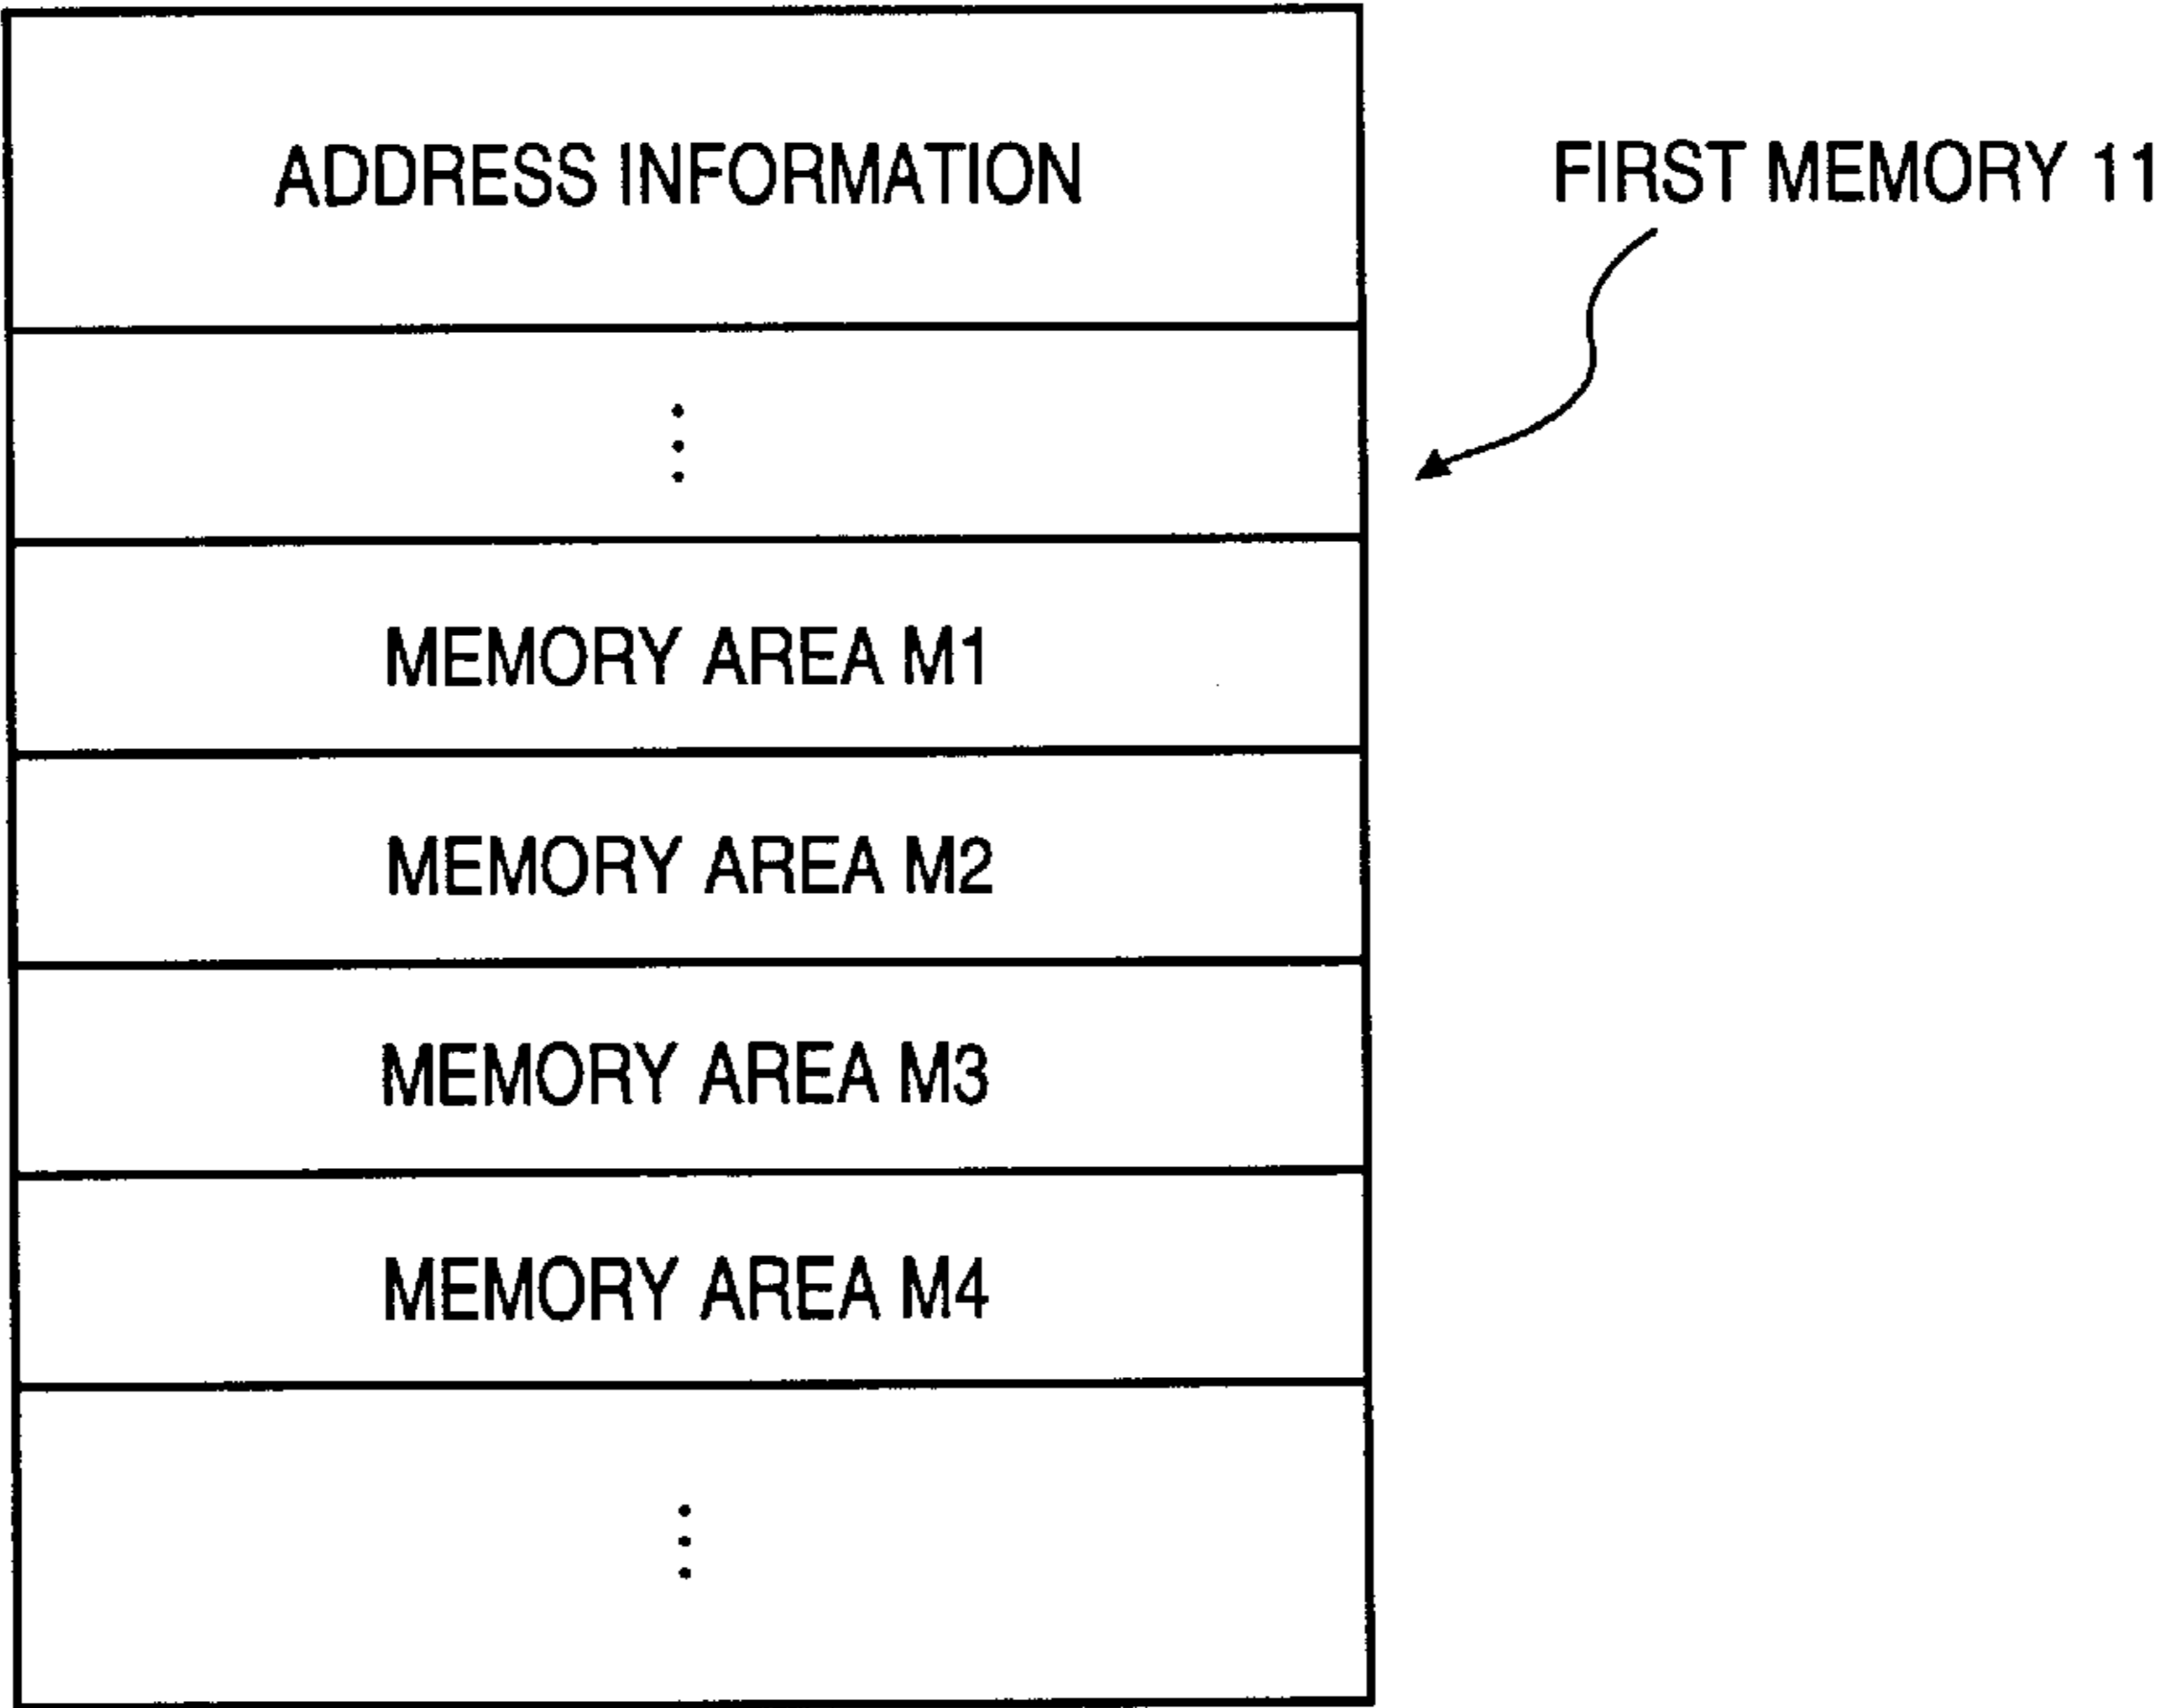 ADDRESS INFORMATION
FIRST MEMORY 11
MEMORY AREA M1
MEMORY AREA M2
MEMORY AREA M3
MEMORY AREA M4